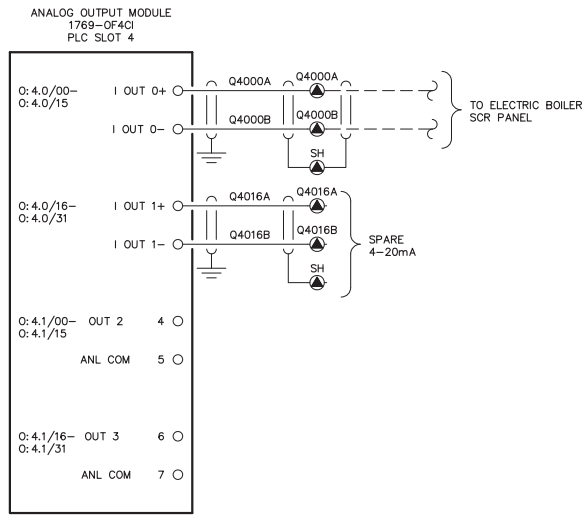 ANALOG OUTPUT MODULE
1769-OF4CI
PLC SLOT 4
O:4.0/00-
O:4.0/15
I OUT 0+
Q4000A
Q4000A
I OUT 0-
Q4000B
Q4000B
SH
TO ELECTRIC BOILER
SCR PANEL
O:4.0/16-
O:4.0/31
I OUT 1+
Q4016A
Q4016A
I OUT 1-
Q4016B
Q4016B
SH
SPARE
4-20mA
O:4.1/00- OUT 2 4
O:4.1/15
ANL COM 5
O:4.1/16- OUT 3 6
O:4.1/31
ANL COM 7